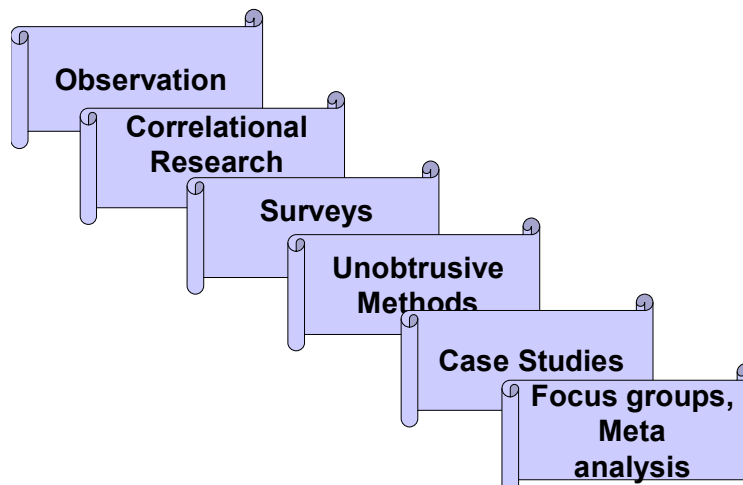 Observation
Correlational
Research
Surveys
Unobtrusive
Methods
Case Studies
Focus groups,
Meta
analysis